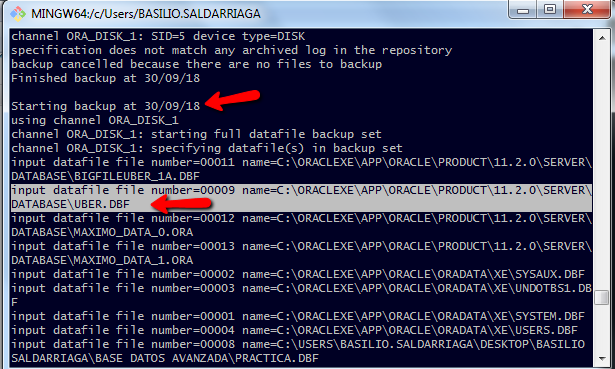 MINGW64:/c/Users/BASILIO.SALDARRIAGA
channel ORA_DISK_1: SID=5 device type=DISK
specification does not match any archived log in the repository
backup cancelled because there are no files to backup
Finished backup at 30/09/18
Starting backup at 30/09/18
using channel ORA_DISK_1
channel ORA_DISK_1: starting full datafile backup set
channel ORA_DISK_1: specifying datafile(s) in backup set
input datafile file number=00011 name=C:\ORACLEXE\APP\ORACLE\PRODUCT\11.2.0\SERVER\
DATABASE\BIGFILEUBER_1A.DBF
input datafile file number=00009 name=C:\ORACLEXE\APP\ORACLE\PRODUCT\11.2.0\SERVER\
DATABASE\UBER.DBF
input datafile file number=00012 name=C:\ORACLEXE\APP\ORACLE\PRODUCT\11.2.0\SERVER\
DATABASE\MAXIMO_DATA_0.ORA
input datafile file number=00013 name=C:\ORACLEXE\APP\ORACLE\PRODUCT\11.2.0\SERVER\
DATABASE\MAXIMO_DATA_1.ORA
input datafile file number=00002 name=C:\ORACLEXE\APP\ORACLE\ORADATA\XE\SYSAUX.DBF
input datafile file number=00003 name=C:\ORACLEXE\APP\ORACLE\ORADATA\XE\UNDOTBS1.DB
F
input datafile file number=00001 name=C:\ORACLEXE\APP\ORACLE\ORADATA\XE\SYSTEM.DBF
input datafile file number=00004 name=C:\ORACLEXE\APP\ORACLE\ORADATA\XE\USERS.DBF
input datafile file number=00008 name=C:\USERS\BASILIO.SALDARRIAGA\DESKTOP\BASILIO
SALDARRIAGA\BASE DATOS AVANZADA\PRACTICA.DBF